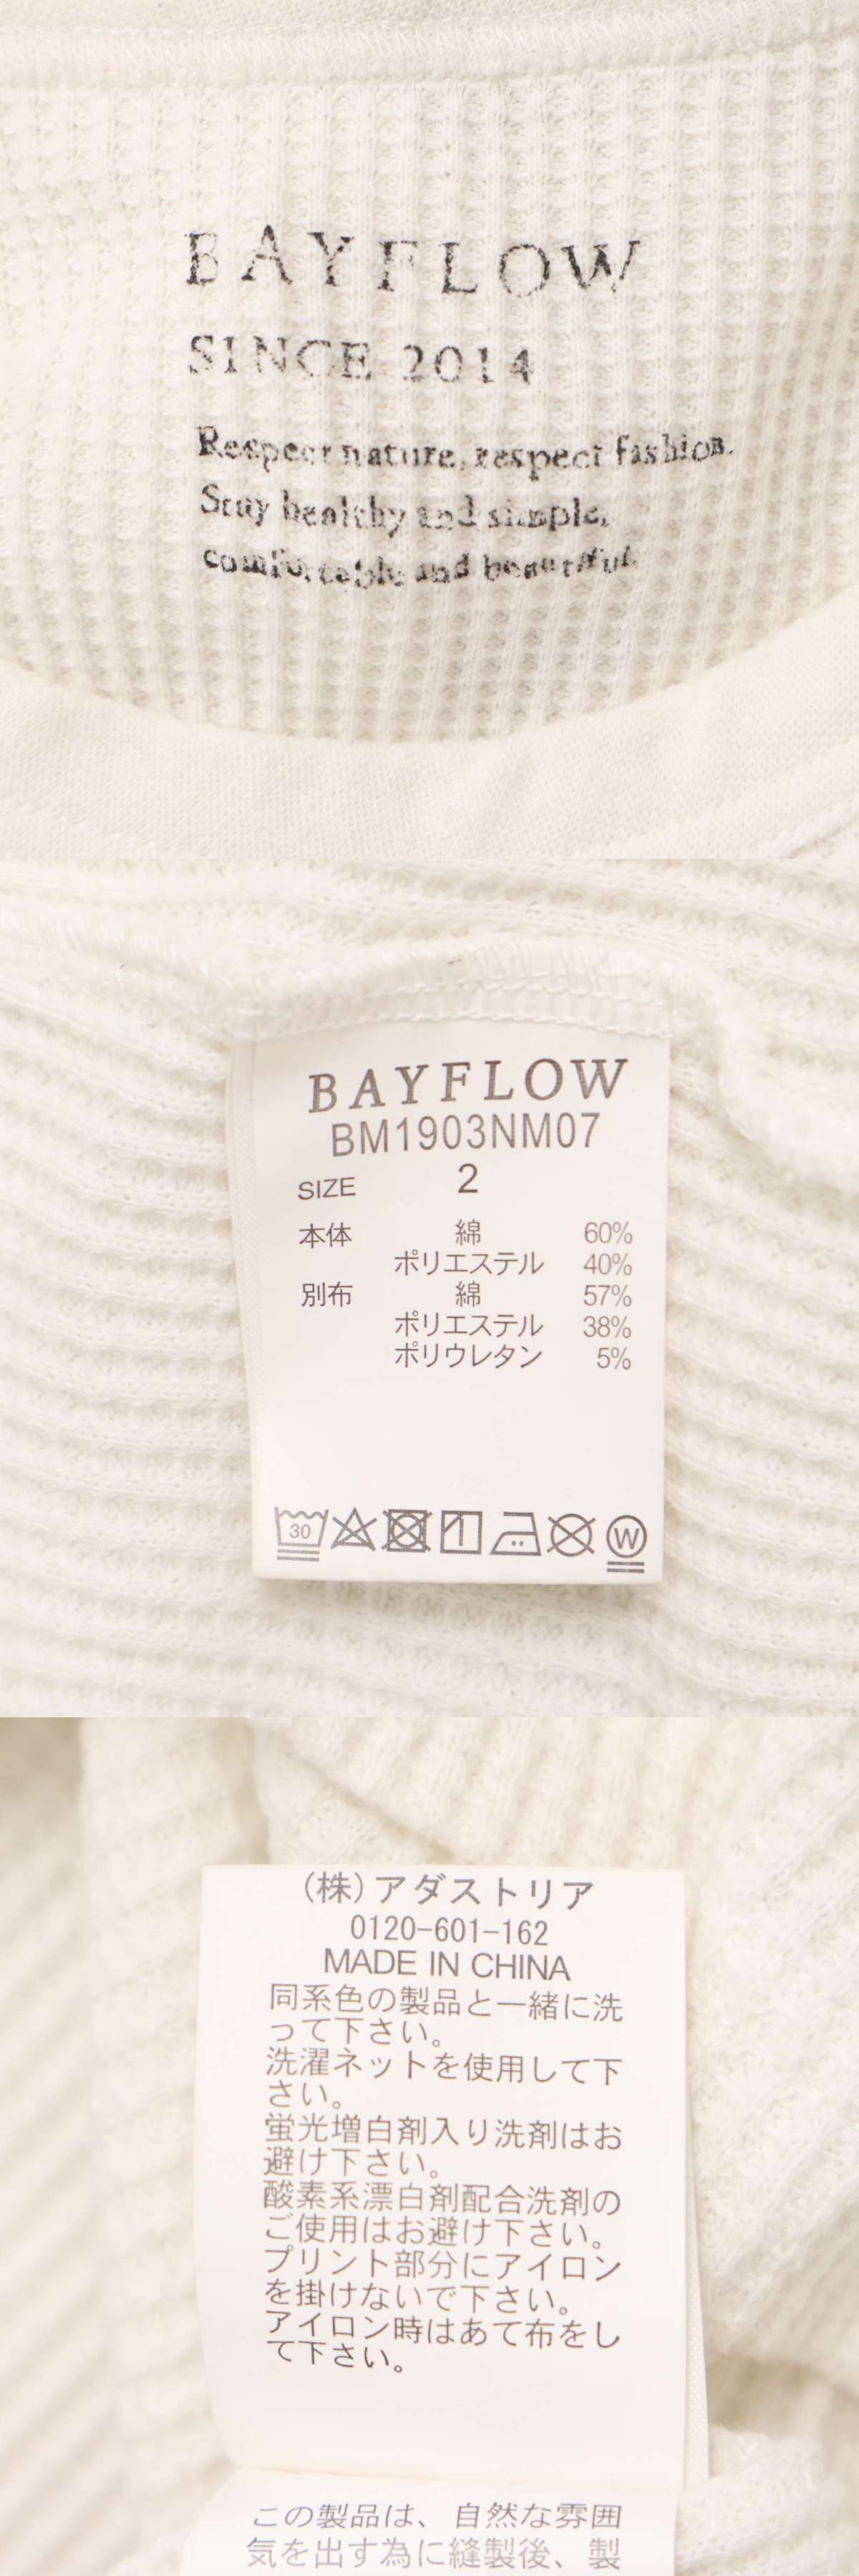 BAYFLOW
SINCE 2014
Respect nature, respect fashion.
Stay healthy and simple,
comfortable and beautiful.
BAYFLOW
BM1903NM07
SIZE 2
本体 綿 60%
ポリエステル 40%
別布 綿 57%
ポリエステル 38%
ポリウレタン 5%
30
W
(株)アダストリア
0120-601-162
MADE IN CHINA
同系色の製品と一緒に洗
って下さい。
洗濯ネットを使用して下
さい。
蛍光増白剤入り洗剤はお
避け下さい。
酸素系漂白剤配合洗剤の
ご使用はお避け下さい。
プリント部分にアイロン
を掛けないで下さい。
アイロン時はあて布をし
て下さい。
この製品は、自然な雰囲
気を出す為に縫製後、製